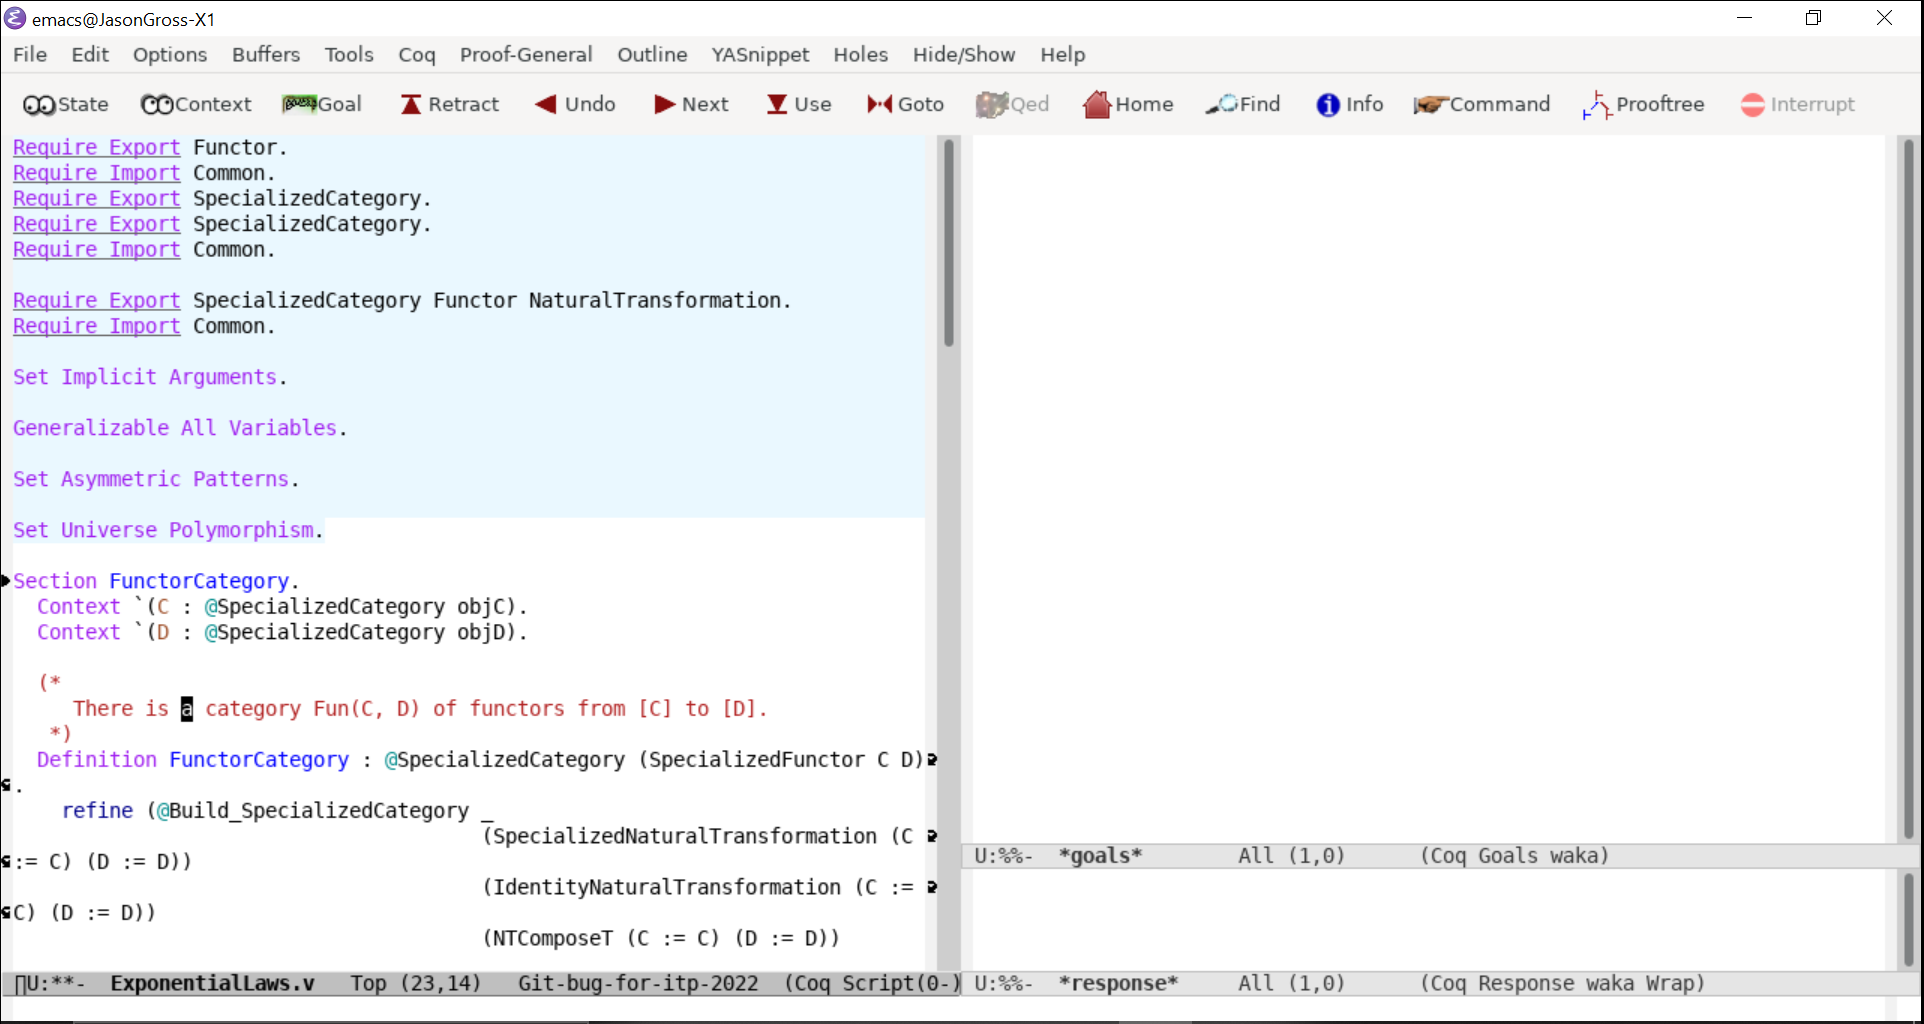 emacs@JasonGross-X1
File Edit Options Buffers Tools Coq Proof-General Outline YASnippet Holes Hide/Show Help
State Context Goal Retract Undo Next Use Goto Qed Home Find Info Command Prooftree Interrupt
Require Export Functor.
Require Import Common.
Require Export SpecializedCategory.
Require Export SpecializedCategory.
Require Import Common.
Require Export SpecializedCategory Functor NaturalTransformation.
Require Import Common.
Set Implicit Arguments.
Generalizable All Variables.
Set Asymmetric Patterns.
Set Universe Polymorphism.
Section FunctorCategory.
Context `(C : @SpecializedCategory objC).
Context `(D : @SpecializedCategory objD).
(*
There is a category Fun(C, D) of functors from [C] to [D].
*)
Definition FunctorCategory : @SpecializedCategory (SpecializedFunctor C D)
.
refine (@Build_SpecializedCategory _
(SpecializedNaturalTransformation (C
:= C) (D := D))
(IdentityNaturalTransformation (C :=
C) (D := D))
(NTComposeT (C := C) (D := D))
U:**- ExponentialLaws.v Top (23,14) Git-bug-for-itp-2022 (Coq Script(0-)
U:%%- *goals* All (1,0) (Coq Goals waka)
U:%%- *response* All (1,0) (Coq Response waka Wrap)